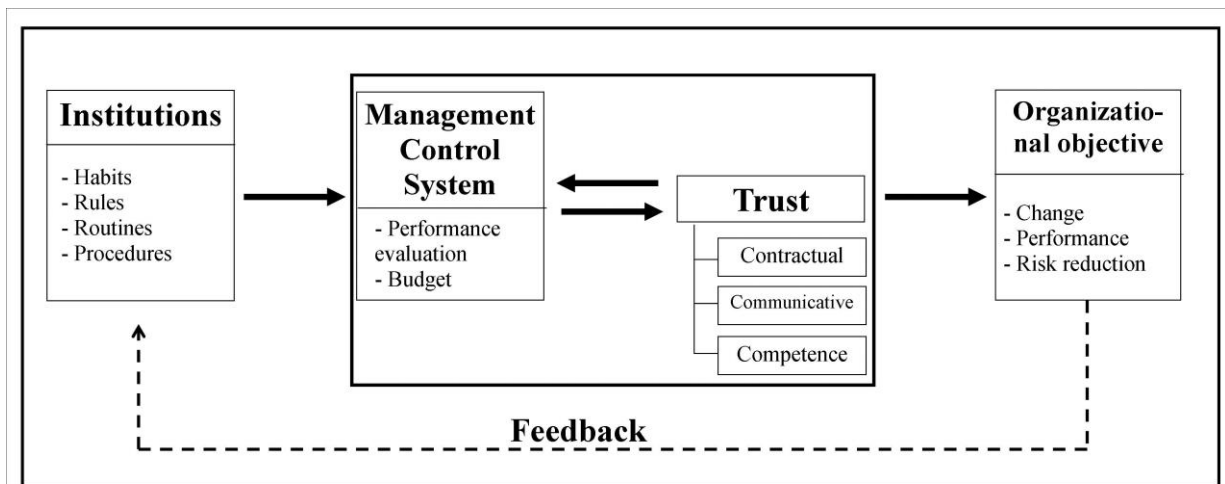 Institutions
- Habits
- Rules
- Routines
- Procedures
Management
Control
System
- Performance
evaluation
- Budget
Trust
Contractual
Communicative
Competence
Organizatio-
nal objective
- Change
- Performance
- Risk reduction
Feedback